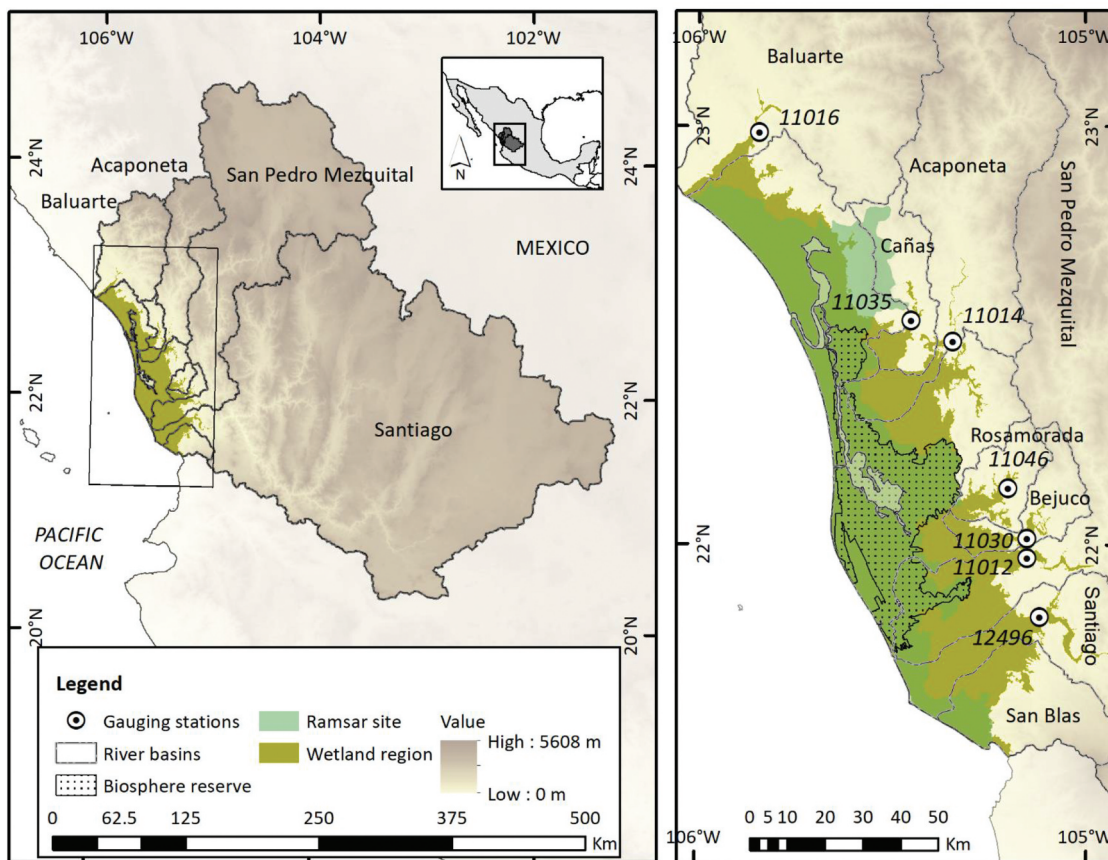 106°W
104°W
102°W
24°N
24°N
22°N
22°N
20°N
20°N
Acaponeta
San Pedro Mezquital
Baluarte
N
MEXICO
Santiago
PACIFIC
OCEAN
Legend
Gauging stations
River basins
Biosphere reserve
Ramsar site
Wetland region
Value
High : 5608 m
Low : 0 m
0
62.5
125
250
375
500
Km
106°W
105°W
Baluarte
23°N
23°N
11016
Acaponeta
San Pedro Mezquital
Cañas
11035
11014
Rosamorada
11046
Bejuco
22°N
22°N
11030
11012
Santiago
12496
San Blas
106°W
105°W
0
5
10
20
30
40
50
Km